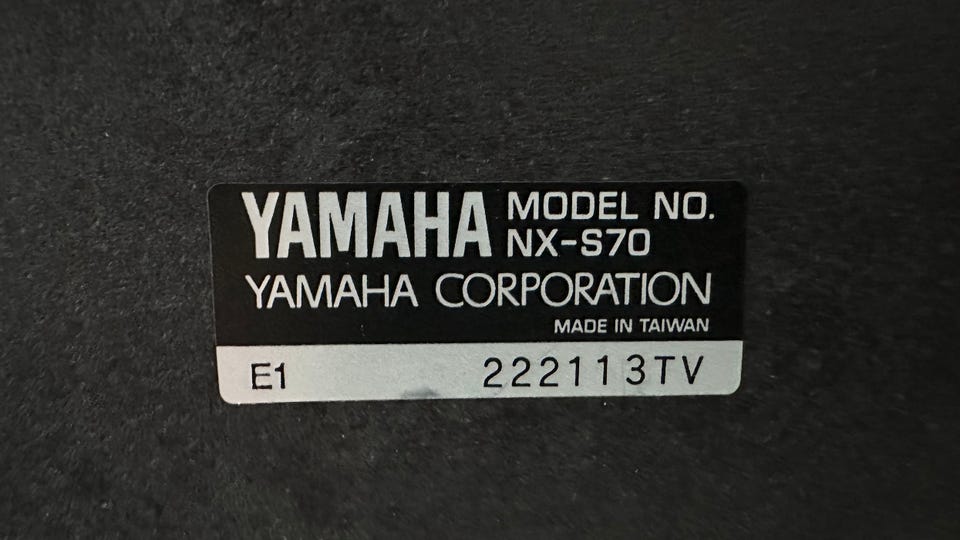 YAMAHA MODEL NO.
NX-S70
YAMAHA CORPORATION
MADE IN TAIWAN
E1 222113TV